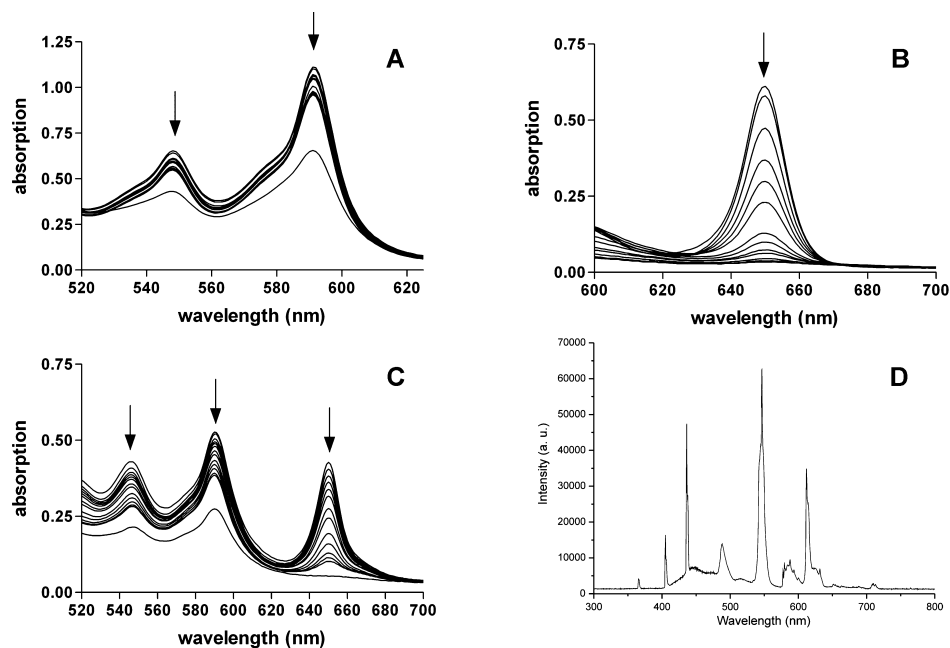 A
absorption
1.25
1.00
0.75
0.50
0.25
0.00
520 540 560 580 600 620
wavelength (nm)
B
absorption
0.75
0.50
0.25
0.00
600 620 640 660 680 700
wavelength (nm)
C
absorption
0.75
0.50
0.25
0.00
520 540 560 580 600 620 640 660 680 700
wavelength (nm)
D
Intensity (a. u.)
70000
60000
50000
40000
30000
20000
10000
0
300 400 500 600 700 800
Wavelength (nm)